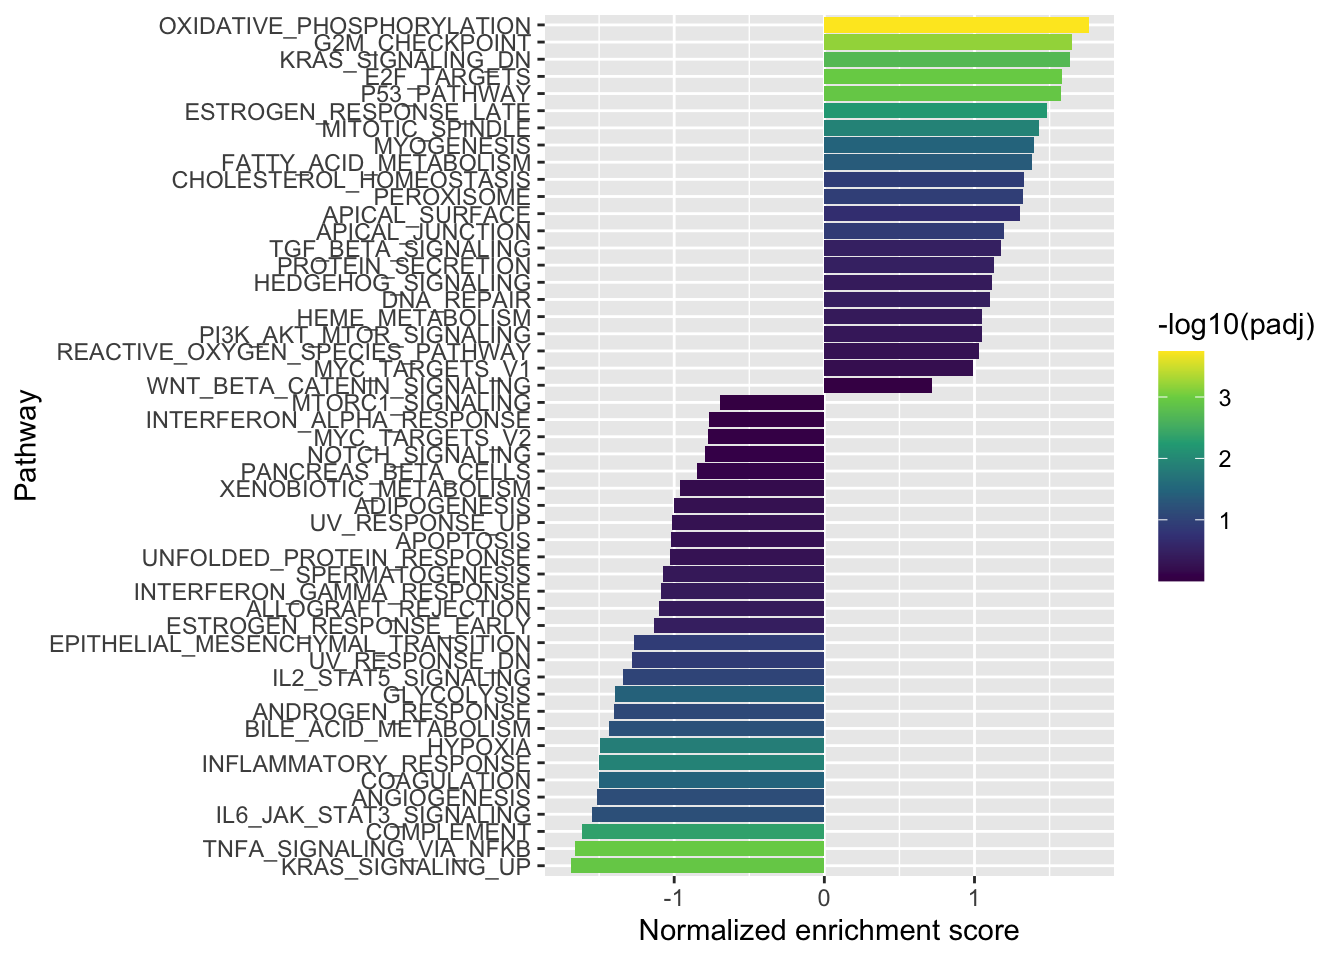 OXIDATIVE_PHOSPHORYLATION
G2M_CHECKPOINT
KRAS_SIGNALING_DN
E2F_TARGETS
P53_PATHWAY
ESTROGEN_RESPONSE_LATE
MITOTIC_SPINDLE
MYOGENESIS
FATTY_ACID_METABOLISM
CHOLESTEROL_HOMEOSTASIS
PEROXISOME
APICAL_SURFACE
APICAL_JUNCTION
TGF_BETA_SIGNALING
PROTEIN_SECRETION
HEDGEHOG_SIGNALING
DNA_REPAIR
HEME_METABOLISM
PI3K_AKT_MTOR_SIGNALING
REACTIVE_OXYGEN_SPECIES_PATHWAY
MYC_TARGETS_V1
WNT_BETA_CATENIN_SIGNALING
MTORC1_SIGNALING
INTERFERON_ALPHA_RESPONSE
MYC_TARGETS_V2
NOTCH_SIGNALING
PANCREAS_BETA_CELLS
XENOBIOTIC_METABOLISM
ADIPOGENESIS
UV_RESPONSE_UP
APOPTOSIS
UNFOLDED_PROTEIN_RESPONSE
SPERMATOGENESIS
INTERFERON_GAMMA_RESPONSE
ALLOGRAFT_REJECTION
ESTROGEN_RESPONSE_EARLY
EPITHELIAL_MESENCHYMAL_TRANSITION
UV_RESPONSE_DN
IL2_STAT5_SIGNALING
GLYCOLYSIS
ANDROGEN_RESPONSE
BILE_ACID_METABOLISM
HYPOXIA
INFLAMMATORY_RESPONSE
COAGULATION
ANGIOGENESIS
IL6_JAK_STAT3_SIGNALING
COMPLEMENT
TNFA_SIGNALING_VIA_NFKB
KRAS_SIGNALING_UP
Pathway
-1 0 1
Normalized enrichment score
-log10(padj)
3
2
1